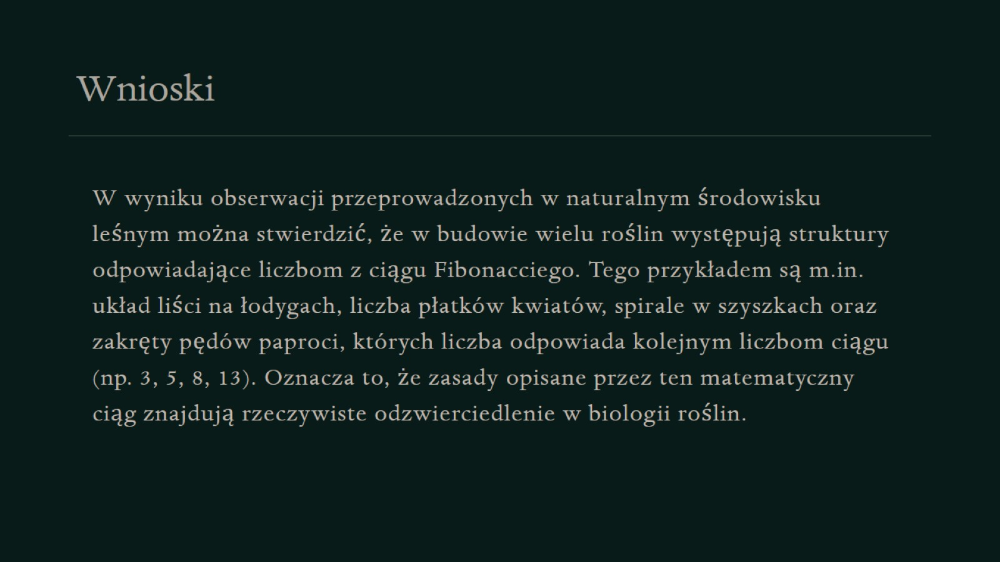 Wnioski
W wyniku obserwacji przeprowadzonych w naturalnym środowisku
leśnym można stwierdzić, że w budowie wielu roślin występują struktury
odpowiadające liczbom z ciągu Fibonacciego. Tego przykładem są m.in.
układ liści na łodygach, liczba płatków kwiatów, spirale w szyszkach oraz
zakręty pędów paproci, których liczba odpowiada kolejnym liczbom ciągu
(np. 3, 5, 8, 13). Oznacza to, że zasady opisane przez ten matematyczny
ciąg znajdują rzeczywiste odzwierciedlenie w biologii roślin.